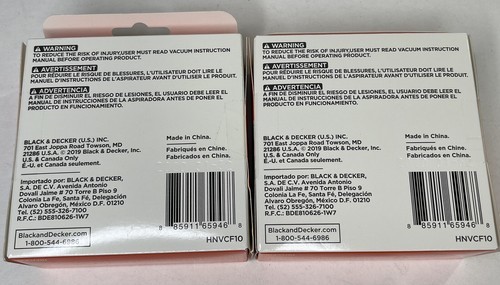 WARNING
TO REDUCE THE RISK OF INJURY,USER MUST READ VACUUM INSTRUCTION
MANUAL BEFORE OPERATING PRODUCT.
AVERTISSEMENT
POUR RÉDUIRE LE RISQUE DE BLESSURES, L'UTILISATEUR DOIT LIRE LE
MANUEL D'INSTRUCTIONS DE L'ASPIRATEUR AVANT D'UTILISER LE PRODUIT.
ADVERTENCIA
A FIN DE DISMINUIR EL RIESGO DE LESIONES, EL USUARIO DEBE LEER EL
MANUAL DE INSTRUCCIONES DE LA ASPIRADORA ANTES DE PONER EL
PRODUCTO EN FUNCIONAMIENTO.
BLACK & DECKER (U.S.) INC.
701 East Joppa Road Towson, MD
21286 U.S.A. © 2019 Black & Decker, Inc.
U.S. & Canada Only
E.-U. et Canada seulement.
Made in China.
Fabriqués en Chine.
Fabricados en China.
Importado por: BLACK & DECKER,
S.A. DE C.V. Avenida Antonio
Dovali Jaime # 70 Torre B Piso 9
Colonia La Fe, Santa Fé, Delegación
Alvaro Obregón, México D.F. 01210
Tel. (52) 555-326-7100
R.F.C.: BDE810626-1W7
BlackandDecker.com
1-800-544-6986
8 85911 65946 8
HNVCF10
WARNING
TO REDUCE THE RISK OF INJURY,USER MUST READ VACUUM INSTRUCTION
MANUAL BEFORE OPERATING PRODUCT.
AVERTISSEMENT
POUR RÉDUIRE LE RISQUE DE BLESSURES, L'UTILISATEUR DOIT LIRE LE
MANUEL D'INSTRUCTIONS DE L'ASPIRATEUR AVANT D'UTILISER LE PRODUIT.
ADVERTENCIA
A FIN DE DISMINUIR EL RIESGO DE LESIONES, EL USUARIO DEBE LEER EL
MANUAL DE INSTRUCCIONES DE LA ASPIRADORA ANTES DE PONER EL
PRODUCTO EN FUNCIONAMIENTO.
BLACK & DECKER (U.S.) INC.
701 East Joppa Road Towson, MD
21286 U.S.A. © 2019 Black & Decker, Inc.
U.S. & Canada Only
E.-U. et Canada seulement.
Made in China.
Fabriqués en Chine.
Fabricados en China.
Importado por: BLACK & DECKER,
S.A. DE C.V. Avenida Antonio
Dovali Jaime # 70 Torre B Piso 9
Colonia La Fe, Santa Fé, Delegación
Alvaro Obregón, México D.F. 01210
Tel. (52) 555-326-7100
R.F.C.: BDE810626-1W7
BlackandDecker.com
1-800-544-6986
8 85911 65946 8
HNVCF10